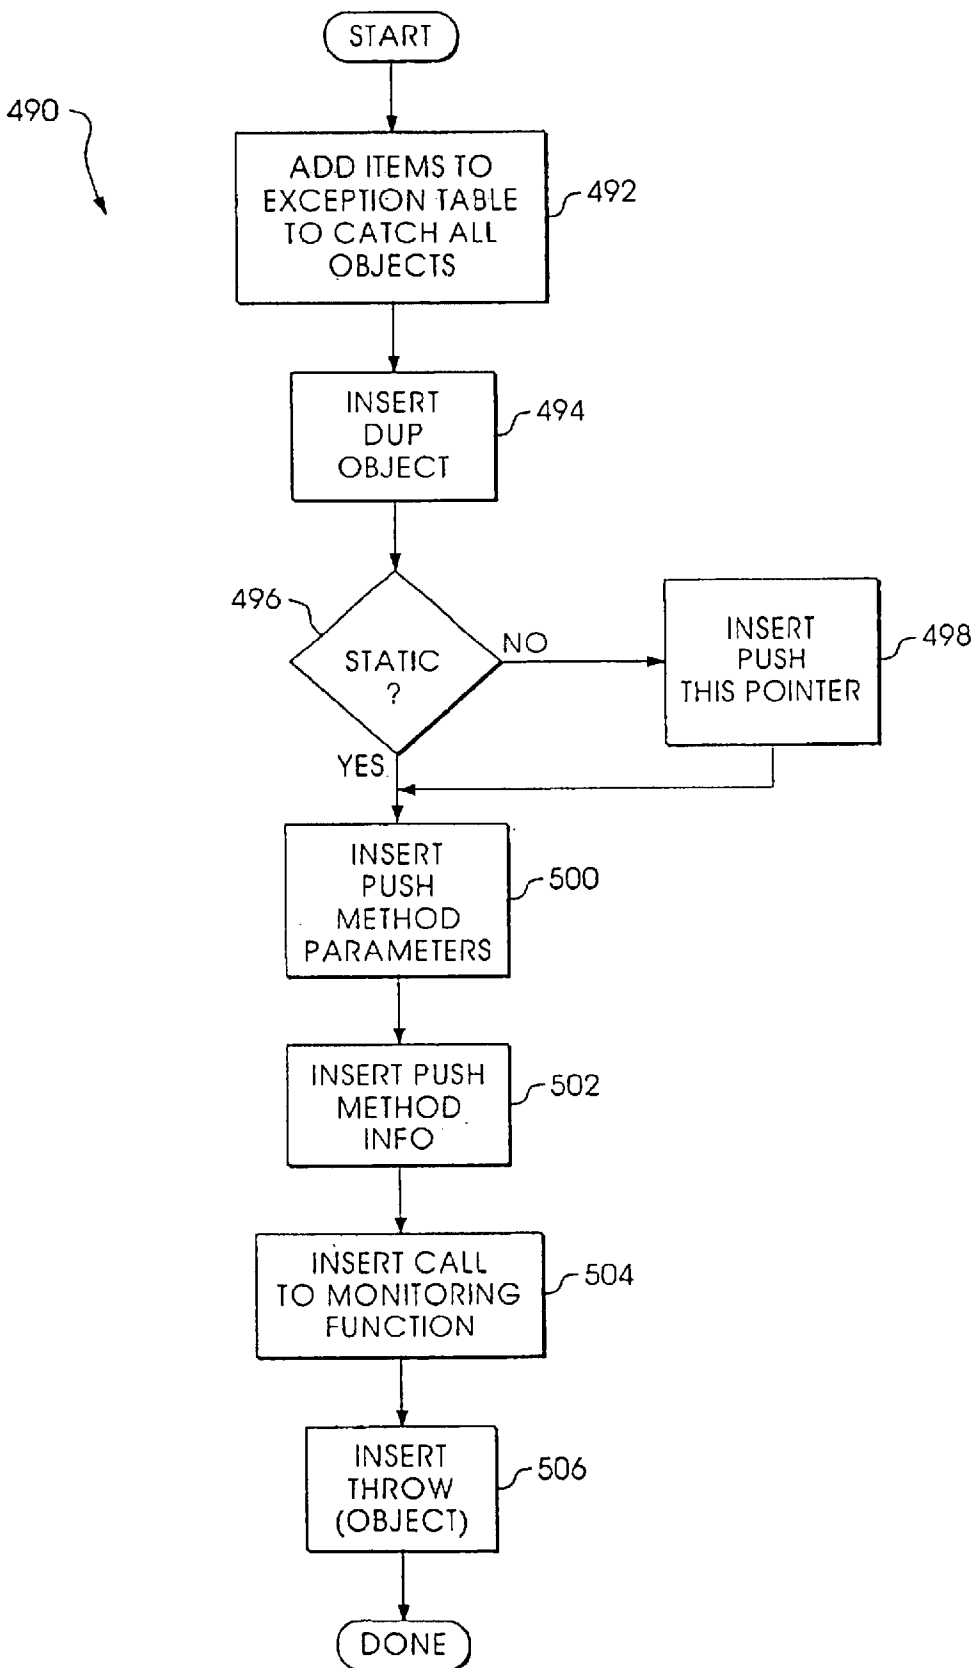 START
490
ADD ITEMS TO
EXCEPTION TABLE
TO CATCH ALL
OBJECTS
492
INSERT
DUP
OBJECT
494
496
STATIC
?
NO
YES
INSERT
PUSH
THIS POINTER
498
INSERT
PUSH
METHOD
PARAMETERS
500
INSERT PUSH
METHOD
INFO
502
INSERT CALL
TO MONITORING
FUNCTION
504
INSERT
THROW
(OBJECT)
506
DONE